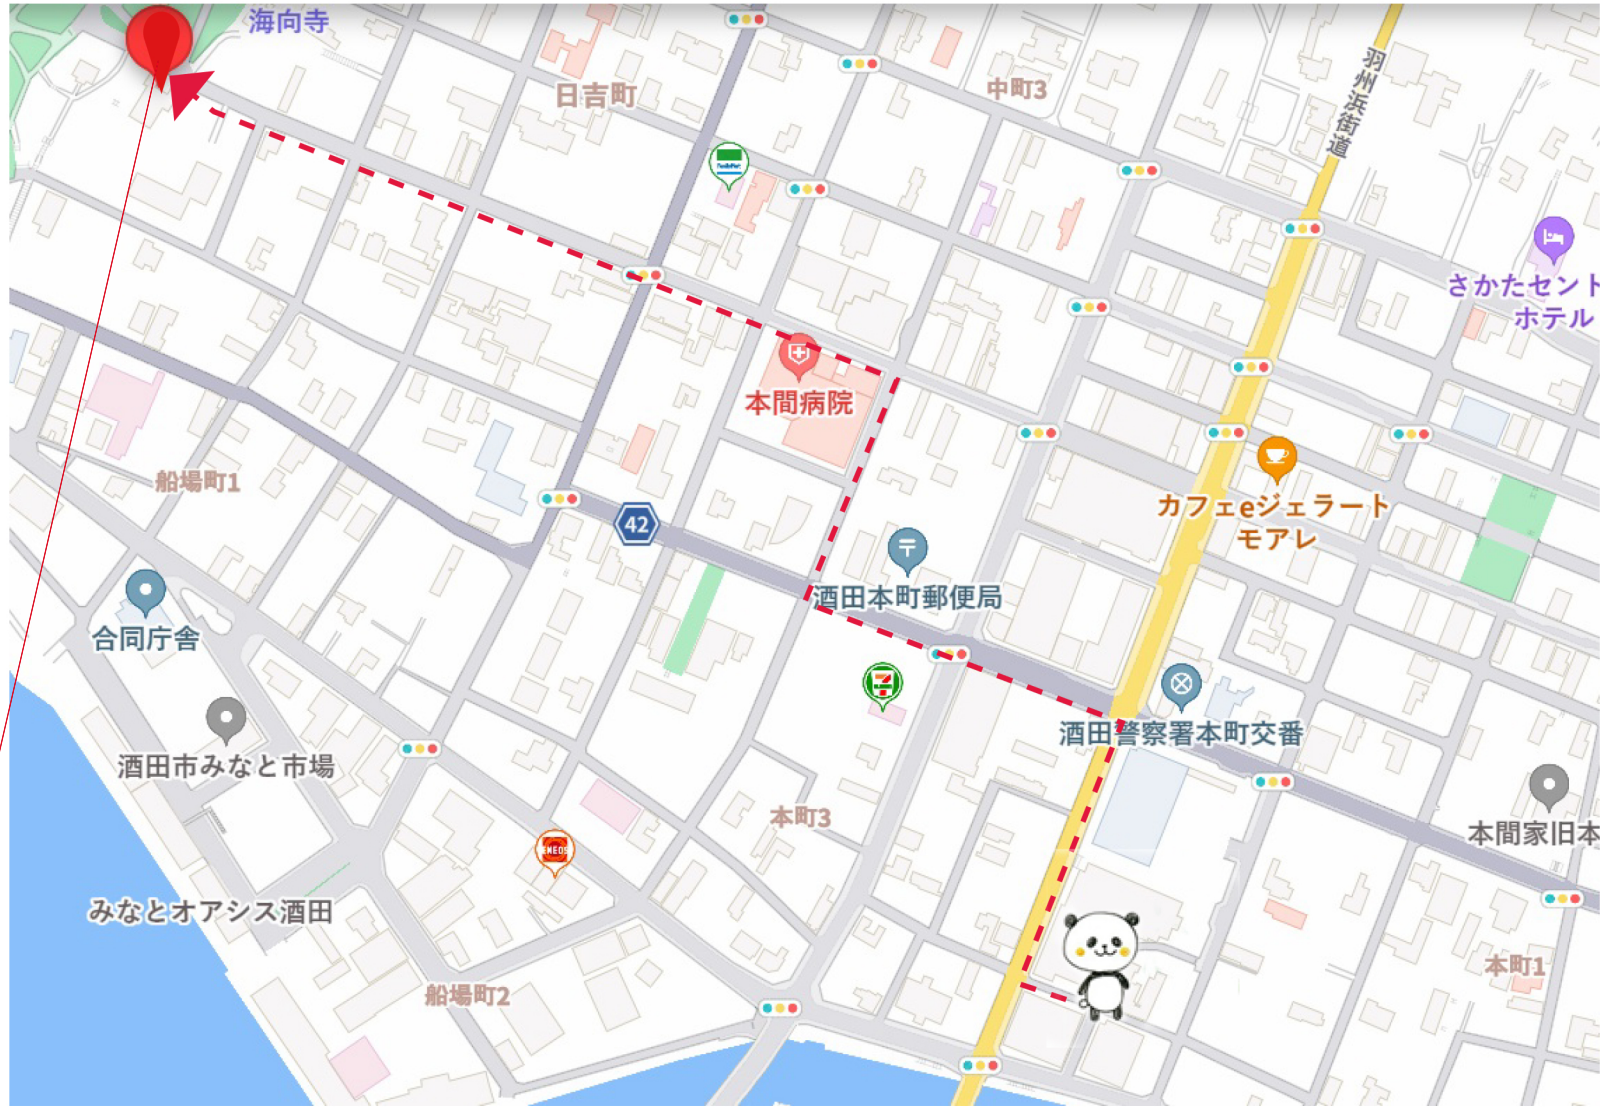 海向寺
日吉町
中町3
羽州浜街道
FamilyMart
さかたセント
ホテル
本間病院
船場町1
42
カフェeジェラート
モアレ
酒田本町郵便局
合同庁舎
酒田警察署本町交番
酒田市みなと市場
本町3
本間家旧本
ENEOS
みなとオアシス酒田
船場町2
本町1